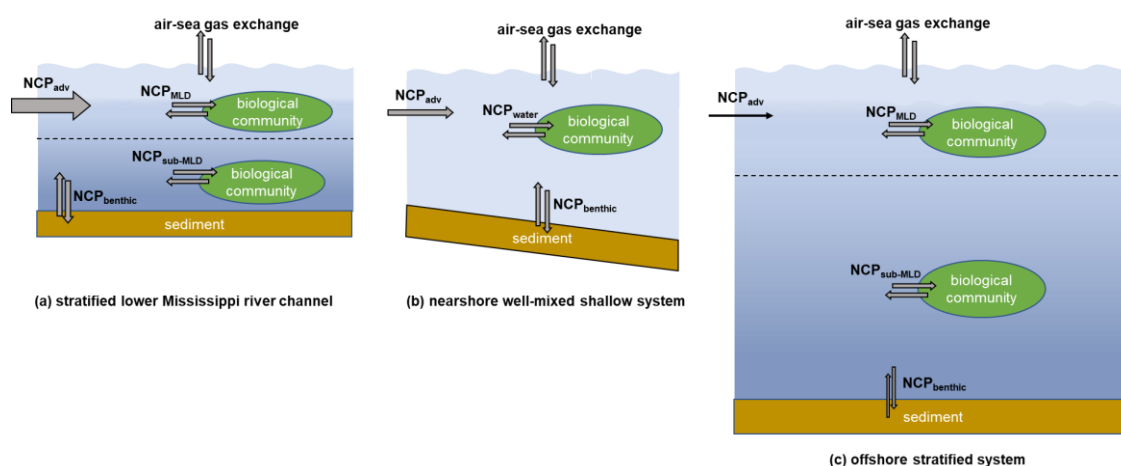 air-sea gas exchange
NCPadv
NCPMLD
biological
community
NCPsub-MLD
biological
community
NCPbenthic
sediment
(a) stratified lower Mississippi river channel
air-sea gas exchange
NCPadv
NCPwater
biological
community
NCPbenthic
sediment
(b) nearshore well-mixed shallow system
air-sea gas exchange
NCPadv
NCPMLD
biological
community
NCPsub-MLD
biological
community
NCPbenthic
sediment
(c) offshore stratified system